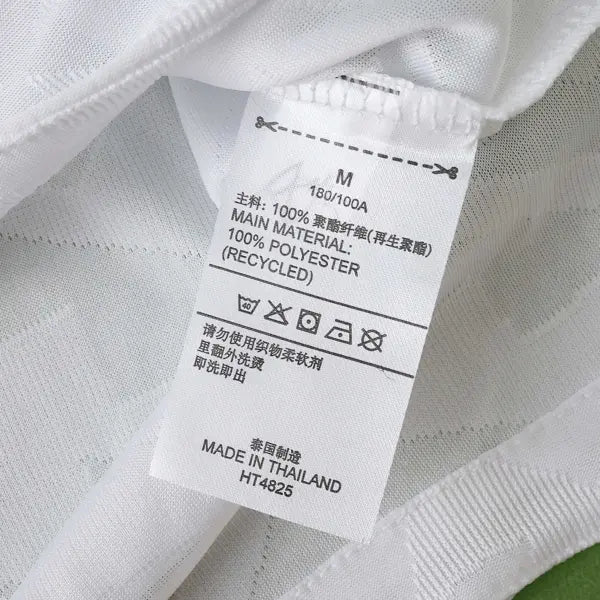 M
180/100A
主料: 100% 聚酯纤维(再生聚酯)
MAIN MATERIAL:
100% POLYESTER
(RECYCLED)
40
请勿使用织物柔软剂
里翻外洗烫
即洗即出
泰国制造
MADE IN THAILAND
HT4825